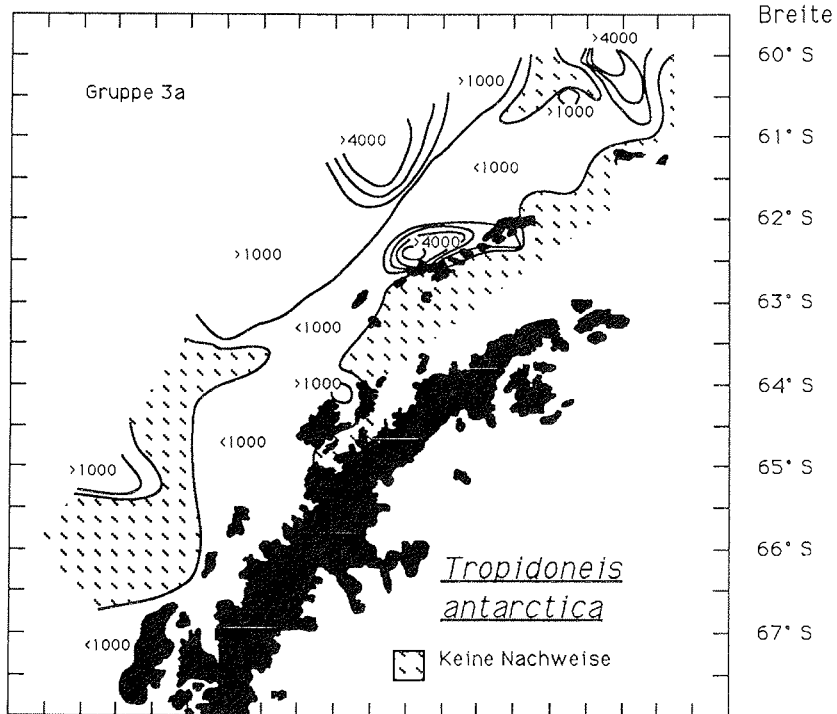 Breite
>4000
60° S
>1000
Gruppe 3a
>1000
61° S
>4000
<1000
62° S
>4000
>1000
63° S
<1000
>1000
64° S
<1000
>1000
65° S
66° S
Tropidoneis
antarctica
<1000
67° S
Keine Nachweise